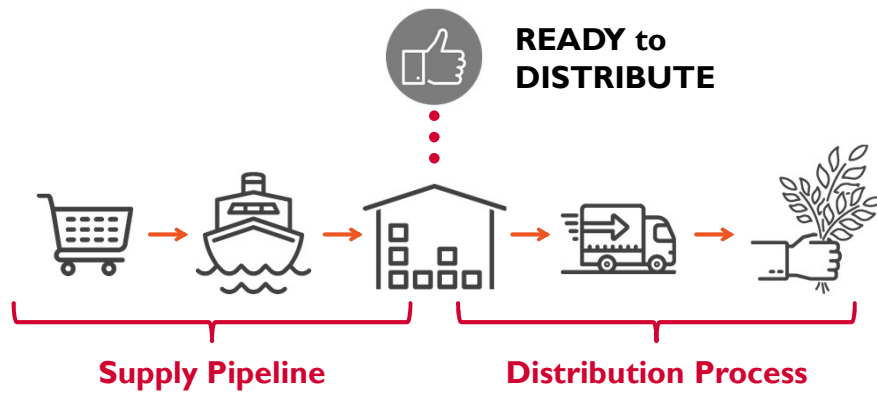 READY to
DISTRIBUTE
Supply Pipeline
Distribution Process